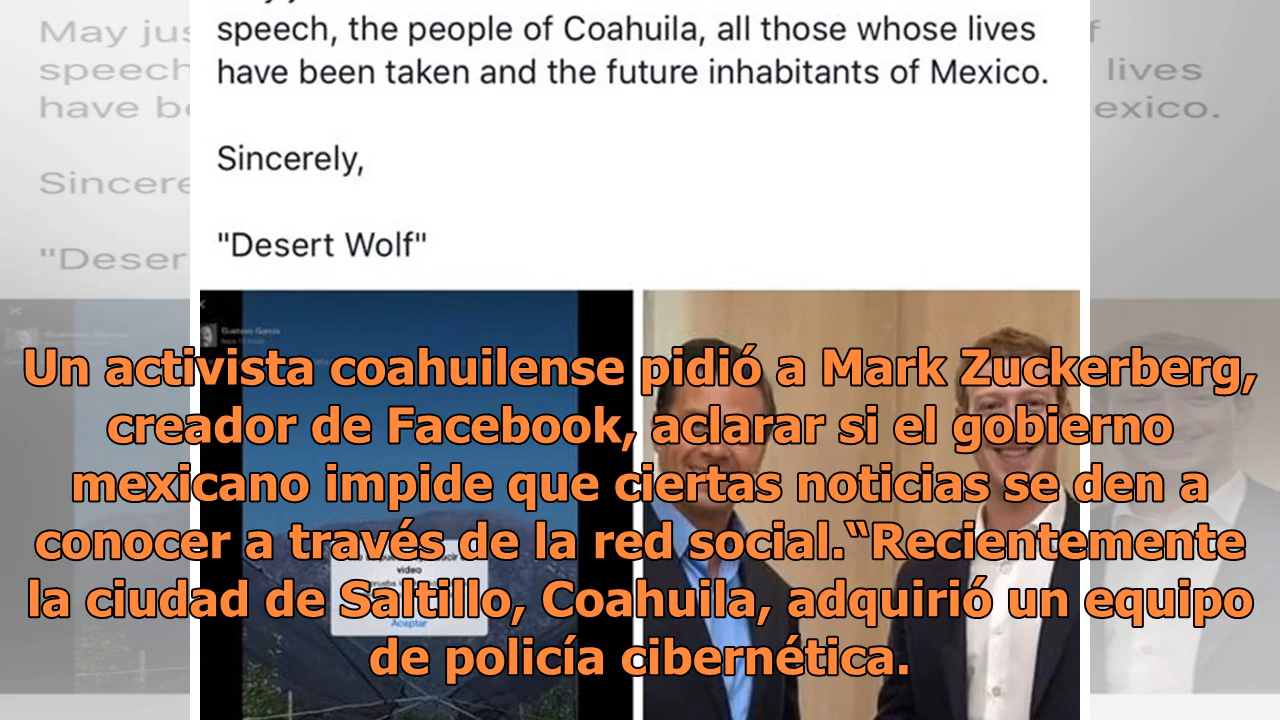 speech, the people of Coahuila, all those whose lives
have been taken and the future inhabitants of Mexico.
Sincerely,
"Desert Wolf"
Un activista coahuilense pidió a Mark Zuckerberg,
creador de Facebook, aclarar si el gobierno
mexicano impide que ciertas noticias se den a
conocer a través de la red social.“Recientemente
la ciudad de Saltillo, Coahuila, adquirió un equipo
de policía cibernética.
video
Aceptar